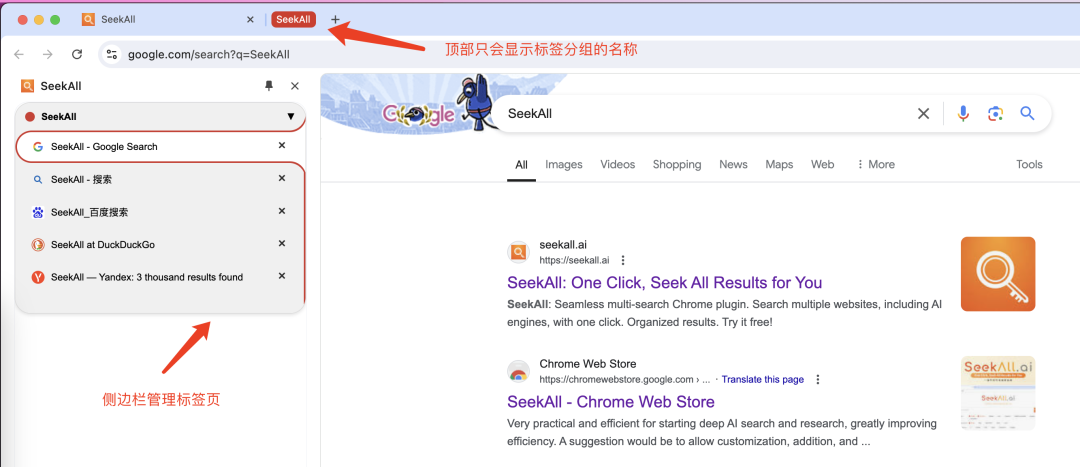 SeekAll
SeekAll
google.com/search?q=SeekAll
顶部只会显示标签分组的名称
SeekAll
SeekAll
SeekAll - Google Search
SeekAll - 搜索
SeekAll_百度搜索
SeekAll at DuckDuckGo
SeekAll — Yandex: 3 thousand results found
侧边栏管理标签页
Google
SeekAll
All Images Videos Shopping News Maps Web More Tools
seekall.ai
https://seekall.ai
SeekAll: One Click, Seek All Results for You
SeekAll: Seamless multi-search Chrome plugin. Search multiple websites, including AI
engines, with one click. Organized results. Try it free!
Chrome Web Store
https://chromewebstore.google.com › ... · Translate this page
SeekAll - Chrome Web Store
Very practical and efficient for starting deep AI search and research, greatly improving
efficiency. A suggestion would be to allow customization, addition, and ...
SeekAll.ai